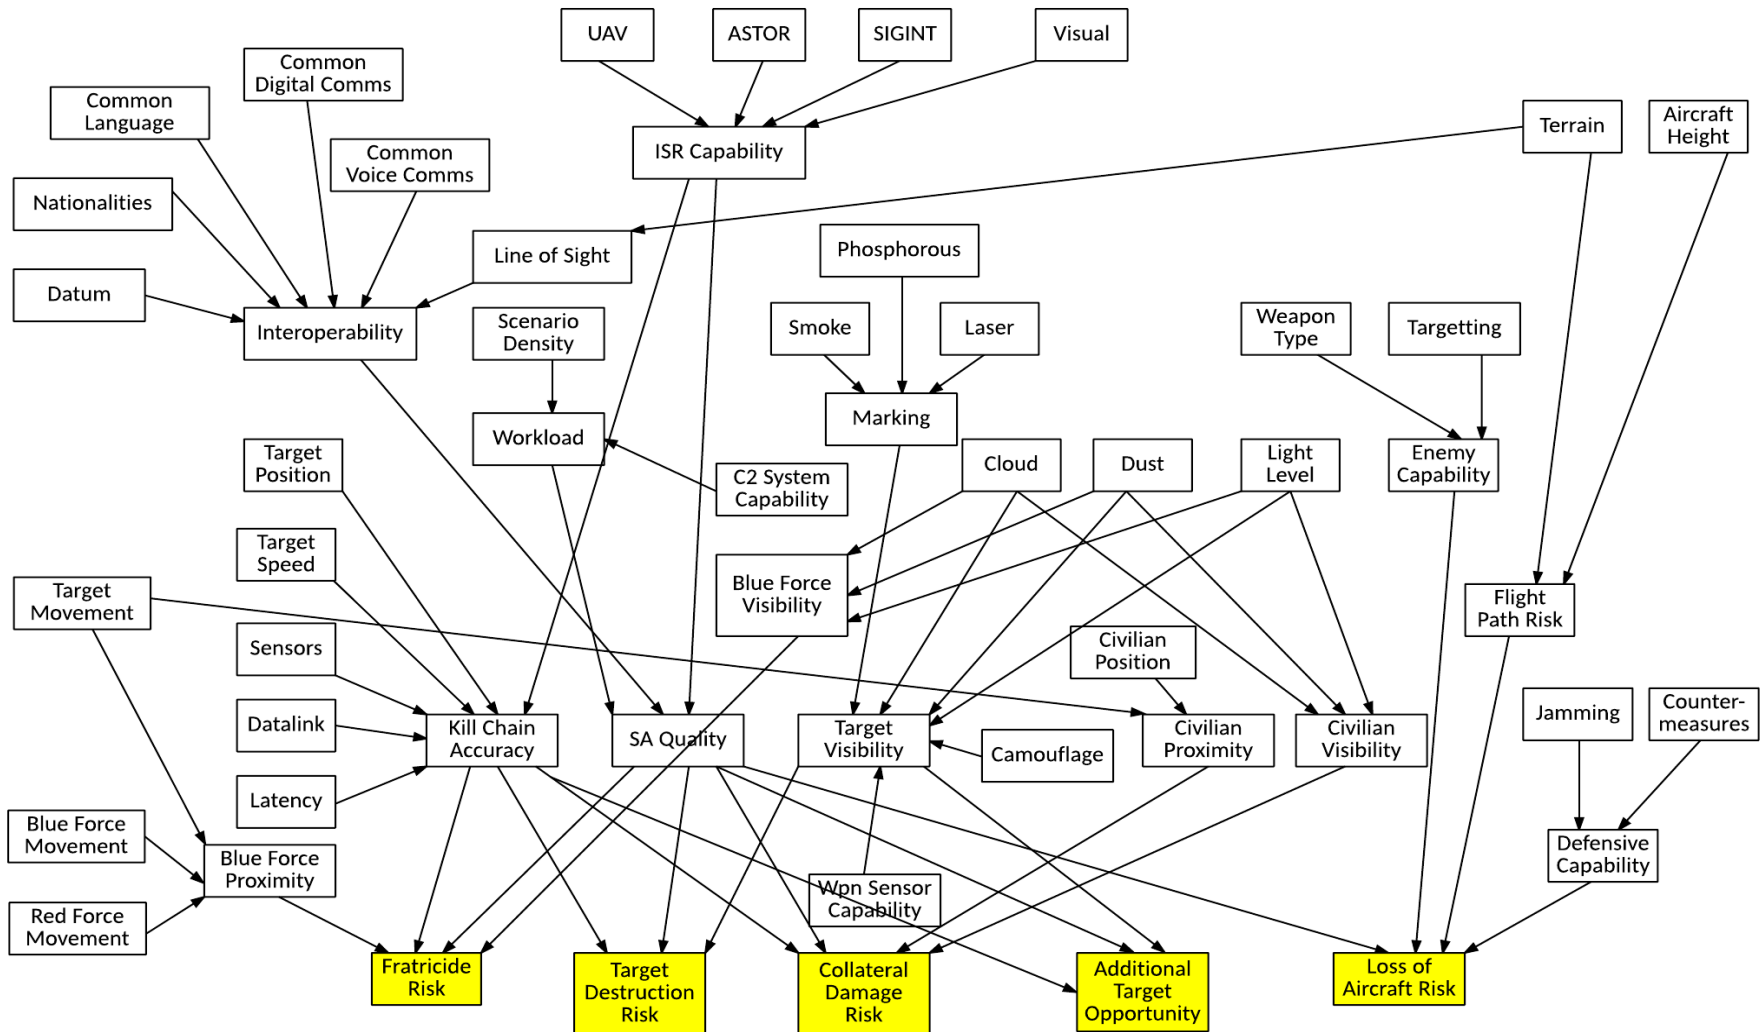 UAV
ASTOR
SIGINT
Visual
Common
Digital Comms
Common
Language
Common
Voice Comms
ISR Capability
Terrain
Aircraft
Height
Nationalities
Line of Sight
Phosphorous
Datum
Interoperability
Scenario
Density
Smoke
Laser
Weapon
Type
Targetting
Marking
Workload
Target
Position
C2 System
Capability
Cloud
Dust
Light
Level
Enemy
Capability
Target
Speed
Target
Movement
Blue Force
Visibility
Flight
Path Risk
Sensors
Civilian
Position
Datalink
Kill Chain
Accuracy
SA Quality
Target
Visibility
Camouflage
Civilian
Proximity
Civilian
Visibility
Jamming
Counter-
measures
Latency
Blue Force
Movement
Blue Force
Proximity
Wpn Sensor
Capability
Defensive
Capability
Red Force
Movement
Fratricide
Risk
Target
Destruction
Risk
Collateral
Damage
Risk
Additional
Target
Opportunity
Loss of
Aircraft Risk